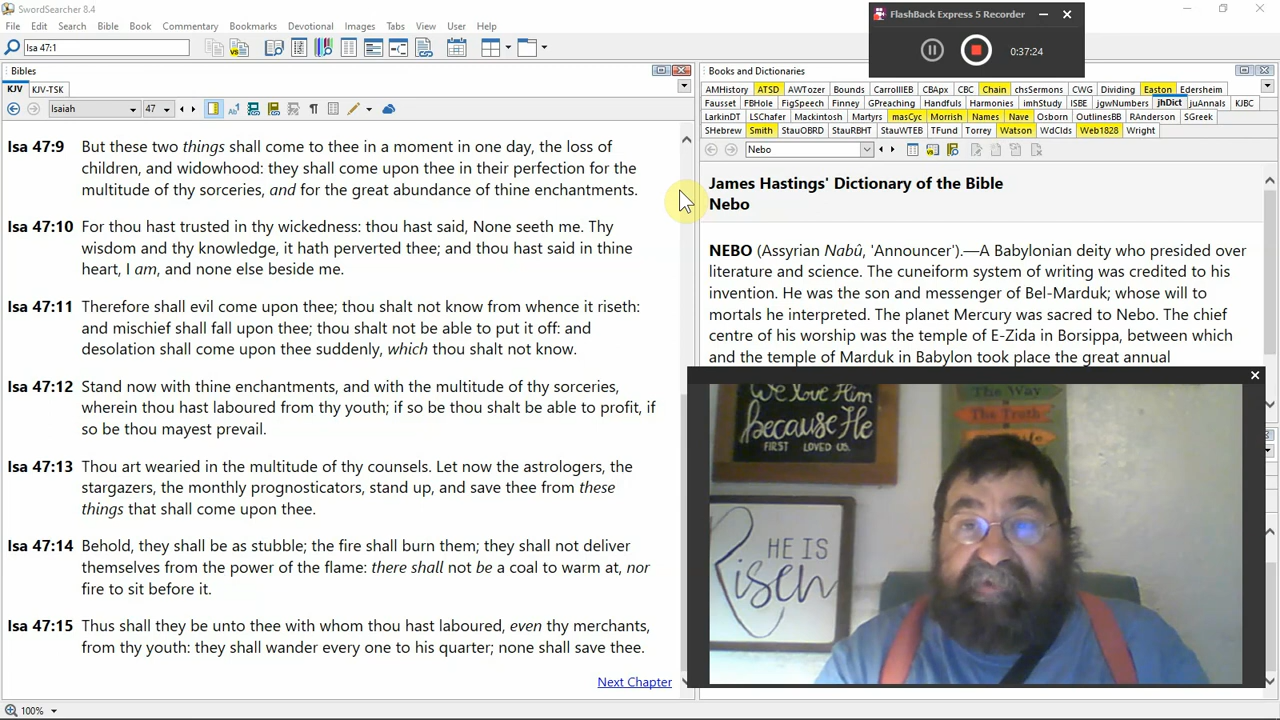 SwordSearcher 8.4
File Edit Search Bible Book Commentary Bookmarks Devotional Images Tabs View User Help
Isa 47:1
Bibles
KJV KJV-TSK
Isaiah 47
Isa 47:9 But these two things shall come to thee in a moment in one day, the loss of
children, and widowhood: they shall come upon thee in their perfection for the
multitude of thy sorceries, and for the great abundance of thine enchantments.
Isa 47:10 For thou hast trusted in thy wickedness: thou hast said, None seeth me. Thy
wisdom and thy knowledge, it hath perverted thee; and thou hast said in thine
heart, I am, and none else beside me.
Isa 47:11 Therefore shall evil come upon thee; thou shalt not know from whence it riseth:
and mischief shall fall upon thee; thou shalt not be able to put it off: and
desolation shall come upon thee suddenly, which thou shalt not know.
Isa 47:12 Stand now with thine enchantments, and with the multitude of thy sorceries,
wherein thou hast laboured from thy youth; if so be thou shalt be able to profit, if
so be thou mayest prevail.
Isa 47:13 Thou art wearied in the multitude of thy counsels. Let now the astrologers, the
stargazers, the monthly prognosticators, stand up, and save thee from these
things that shall come upon thee.
Isa 47:14 Behold, they shall be as stubble; the fire shall burn them; they shall not deliver
themselves from the power of the flame: there shall not be a coal to warm at, nor
fire to sit before it.
Isa 47:15 Thus shall they be unto thee with whom thou hast laboured, even thy merchants,
from thy youth: they shall wander every one to his quarter; none shall save thee.
Next Chapter
100%
FlashBack Express 5 Recorder
0:37:24
Books and Dictionaries
AMHistory ATSD AWTozer Bounds CarrollIEB CBApx CBC Chain chsSermons CWG Dividing Easton Edersheim
Fausset FBHole FigSpeech Finney GPreaching Handfuls Harmonies imhStudy ISBE jgwNumbers jhDict juAnnals KJBC
LarkinDT LSChafer Mackintosh Martyrs masCyc Morrish Names Nave Osborn OutlinesBB RAnderson SGreek
SHebrew Smith StauOBRD StauRBHT StauWTEB TFund Torrey Watson WdClds Web1828 Wright
Nebo
James Hastings' Dictionary of the Bible
Nebo
NEBO (Assyrian Nabû, 'Announcer').—A Babylonian deity who presided over
literature and science. The cuneiform system of writing was credited to his
invention. He was the son and messenger of Bel-Marduk; whose will to
mortals he interpreted. The planet Mercury was sacred to Nebo. The chief
centre of his worship was the temple of E-Zida in Borsippa, between which
and the temple of Marduk in Babylon took place the great annual
We love Him
because He
FIRST LOVED US.
The Way
The Truth
HE IS
Risen